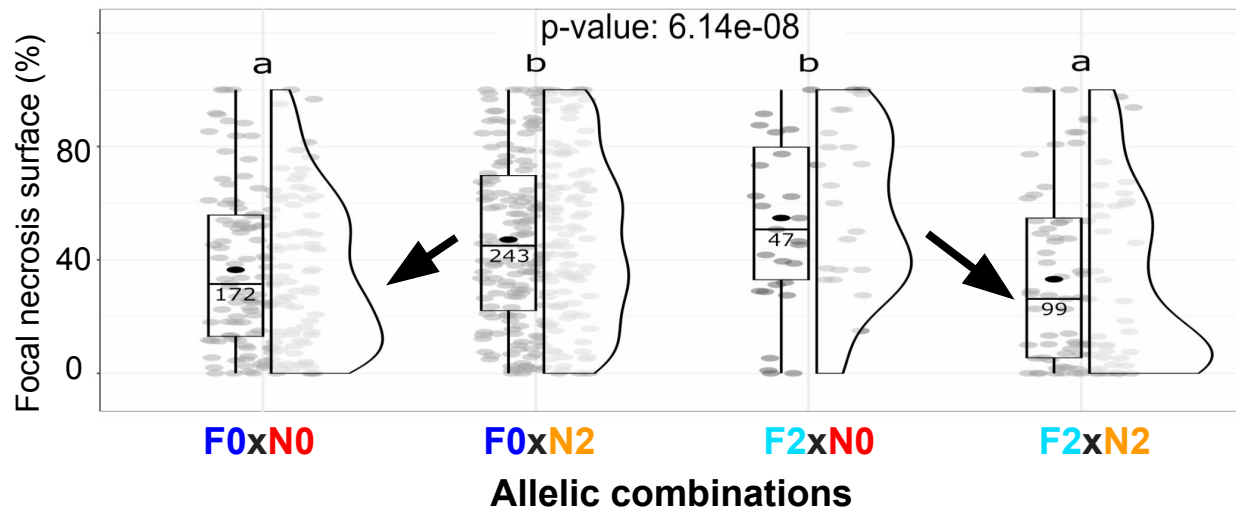 p-value: 6.14e-08
a b b a
Focal necrosis surface (%)
80
40
0
172 243 47 99
F0xN0 F0xN2 F2xN0 F2xN2
Allelic combinations